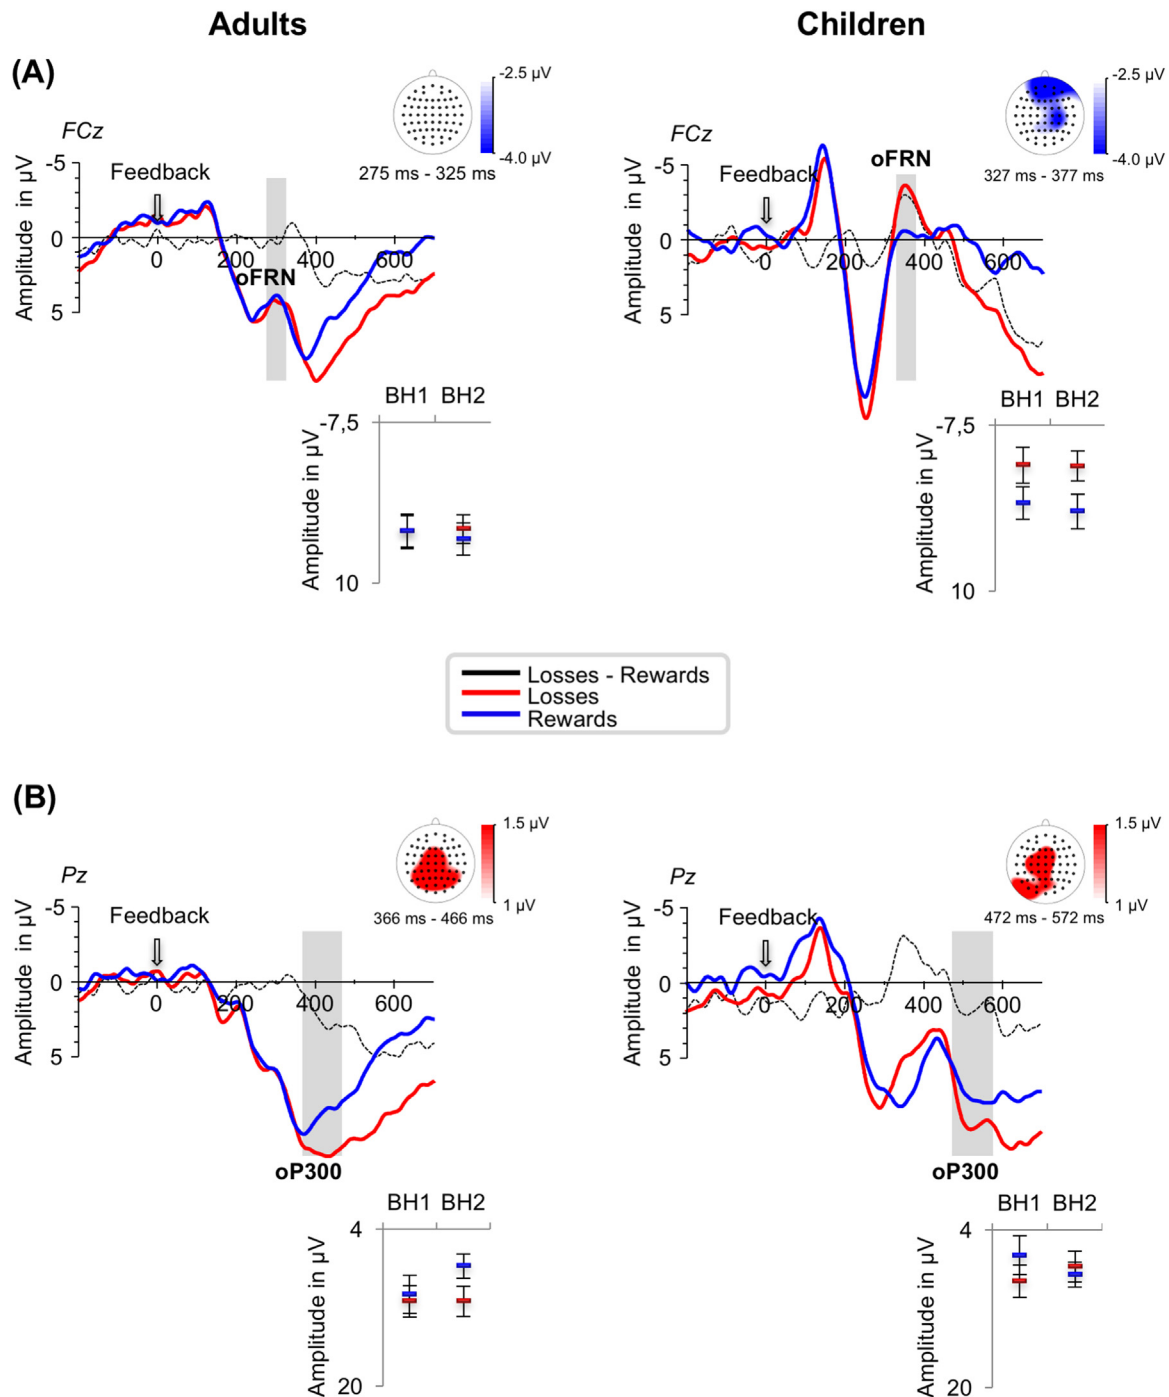 Adults
Children
(A)
-2.5 µV
-4.0 µV
275 ms - 325 ms
FCz
-5
Feedback
0
0
200
400
600
oFRN
5
Amplitude in µV
BH1 BH2
-7,5
Amplitude in µV
10
-2.5 µV
-4.0 µV
327 ms - 377 ms
FCz
oFRN
-5
Feedback
0
0
200
400
600
5
Amplitude in µV
BH1 BH2
-7,5
Amplitude in µV
10
Losses - Rewards
Losses
Rewards
(B)
1.5 µV
1 µV
366 ms - 466 ms
Pz
-5
Feedback
0
0
200
400
600
5
Amplitude in µV
oP300
BH1 BH2
4
Amplitude in µV
20
1.5 µV
1 µV
472 ms - 572 ms
Pz
-5
Feedback
0
0
200
400
600
5
Amplitude in µV
oP300
BH1 BH2
4
Amplitude in µV
20